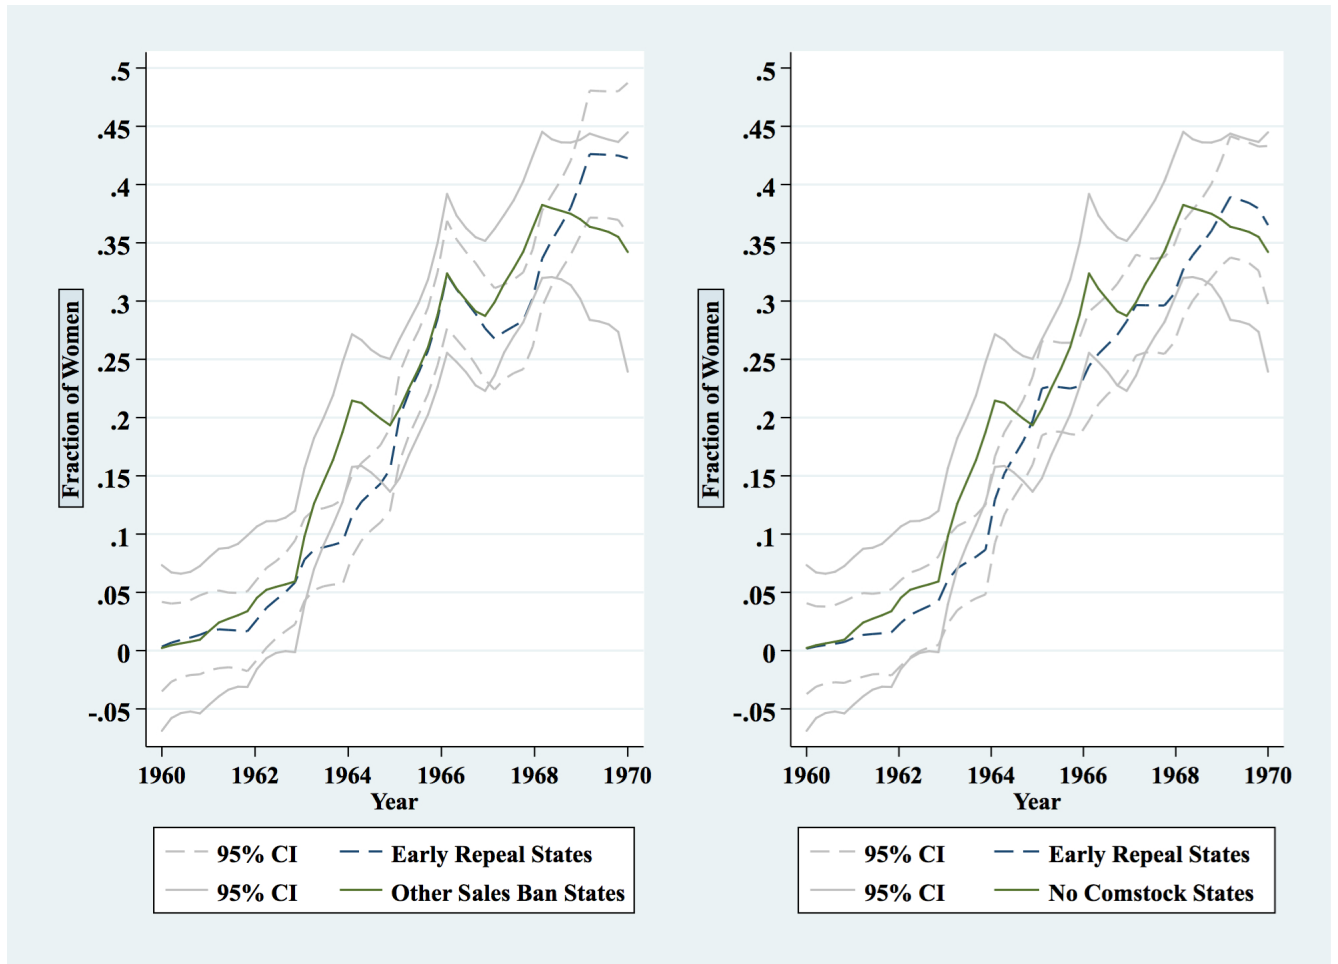 .5
.45
.4
.35
.3
.25
.2
.15
.1
.05
0
-.05
Fraction of Women
1960 1962 1964 1966 1968 1970
Year
95% CI Early Repeal States
95% CI Other Sales Ban States
.5
.45
.4
.35
.3
.25
.2
.15
.1
.05
0
-.05
Fraction of Women
1960 1962 1964 1966 1968 1970
Year
95% CI Early Repeal States
95% CI No Comstock States